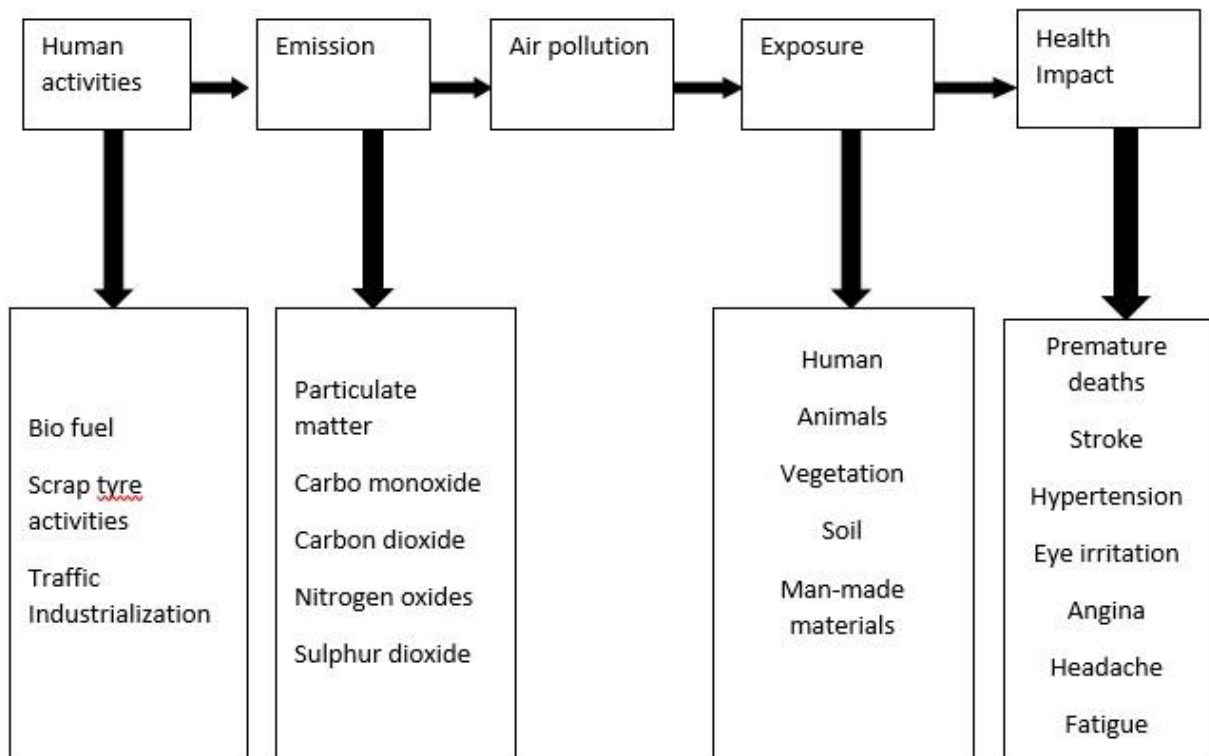 Human
activities
Emission
Air pollution
Exposure
Health
Impact
Bio fuel
Scrap tyre
activities
Traffic
Industrialization
Particulate
matter
Carbo monoxide
Carbon dioxide
Nitrogen oxides
Sulphur dioxide
Human
Animals
Vegetation
Soil
Man-made
materials
Premature
deaths
Stroke
Hypertension
Eye irritation
Angina
Headache
Fatigue